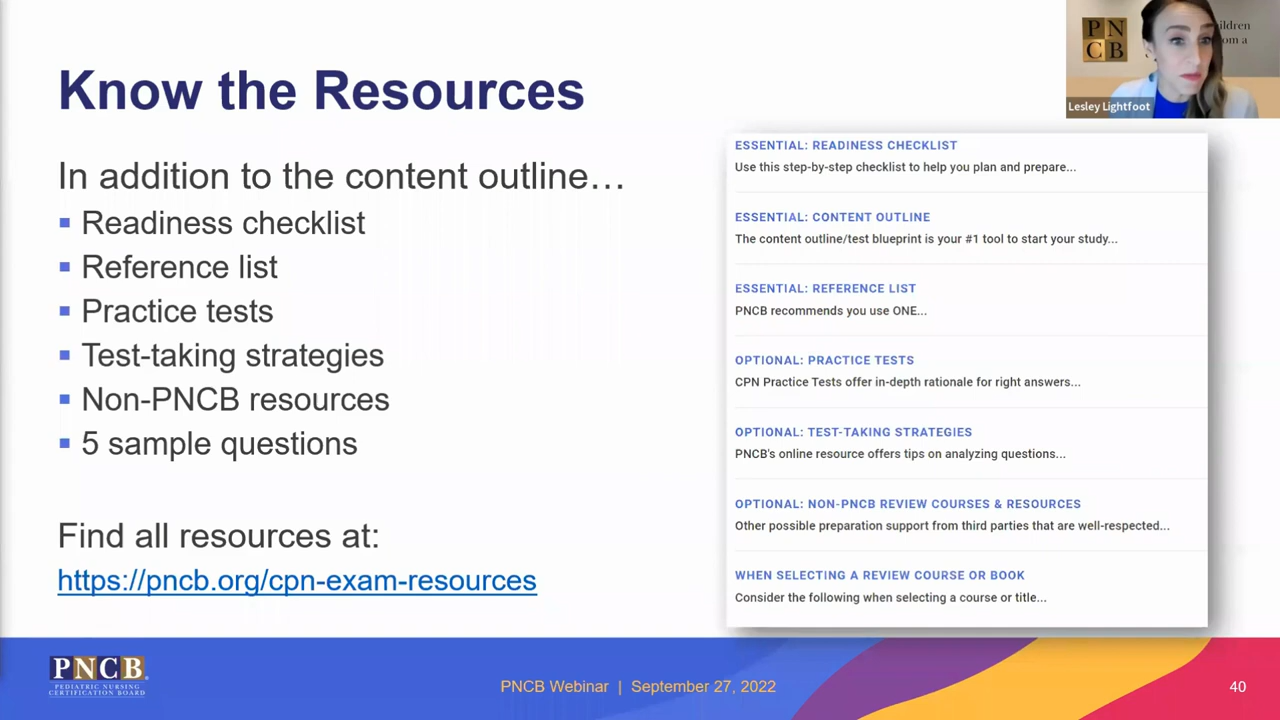 Know the Resources
In addition to the content outline…
Readiness checklist
Reference list
Practice tests
Test-taking strategies
Non-PNCB resources
5 sample questions
Find all resources at:
https://pncb.org/cpn-exam-resources
P N
C B
ildren
om a
Lesley Lightfoot
ESSENTIAL: READINESS CHECKLIST
Use this step-by-step checklist to help you plan and prepare...
ESSENTIAL: CONTENT OUTLINE
The content outline/test blueprint is your #1 tool to start your study...
ESSENTIAL: REFERENCE LIST
PNCB recommends you use ONE...
OPTIONAL: PRACTICE TESTS
CPN Practice Tests offer in-depth rationale for right answers...
OPTIONAL: TEST-TAKING STRATEGIES
PNCB's online resource offers tips on analyzing questions...
OPTIONAL: NON-PNCB REVIEW COURSES & RESOURCES
Other possible preparation support from third parties that are well-respected...
WHEN SELECTING A REVIEW COURSE OR BOOK
Consider the following when selecting a course or title...
PNCB
PEDIATRIC NURSING
CERTIFICATION BOARD
PNCB Webinar | September 27, 2022
40